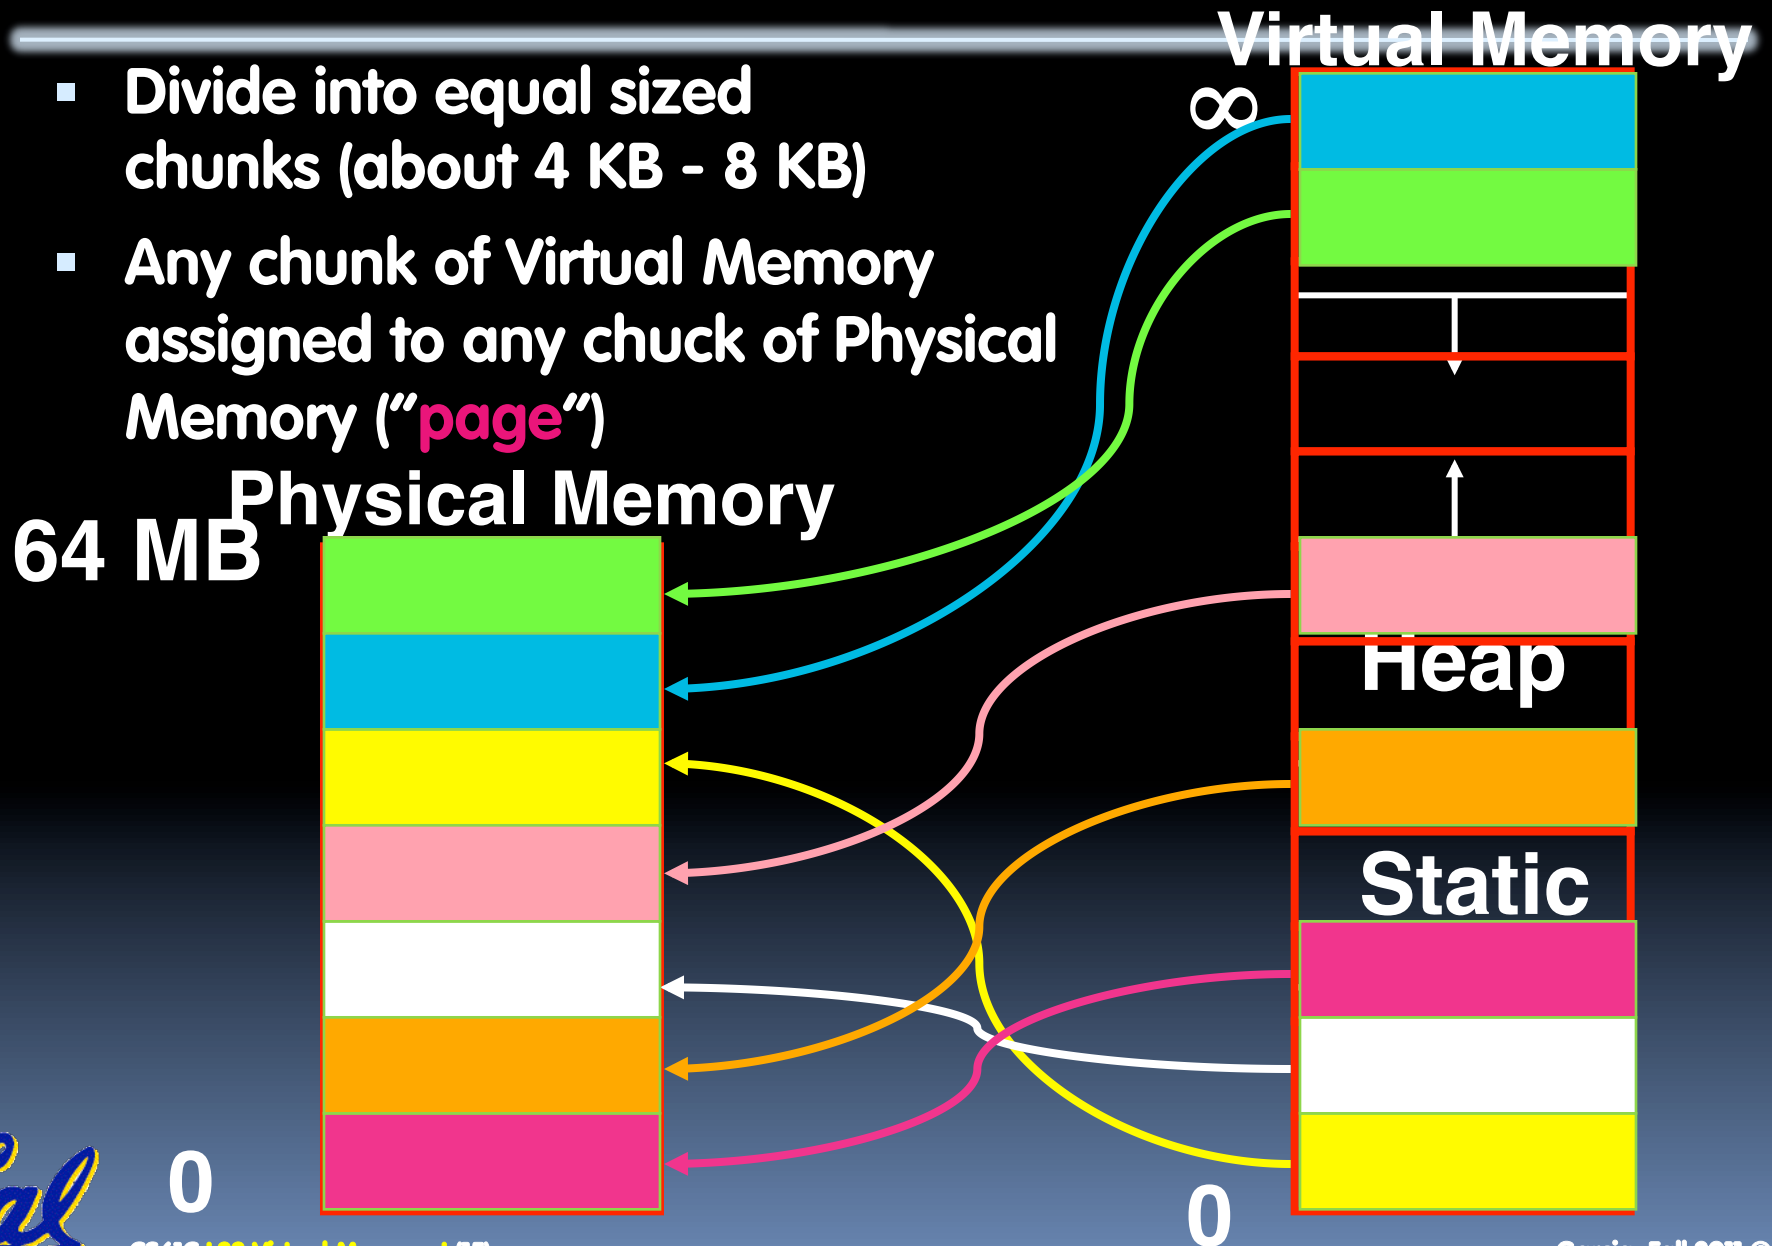 Virtual Memory
Divide into equal sized
chunks (about 4 KB - 8 KB)
∞
Any chunk of Virtual Memory
assigned to any chuck of Physical
Memory ("page")
Physical Memory
64 MB
Heap
Static
0
0
Cal